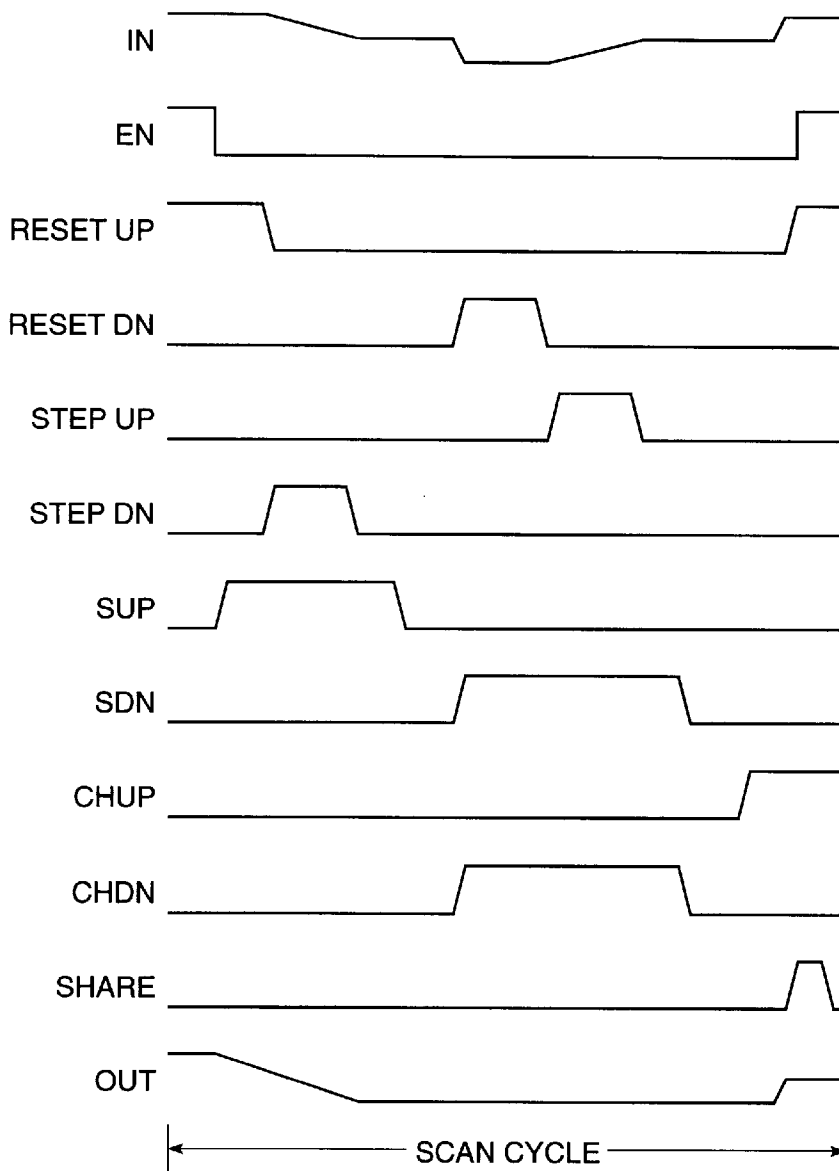 IN
EN
RESET UP
RESET DN
STEP UP
STEP DN
SUP
SDN
CHUP
CHDN
SHARE
OUT
SCAN CYCLE